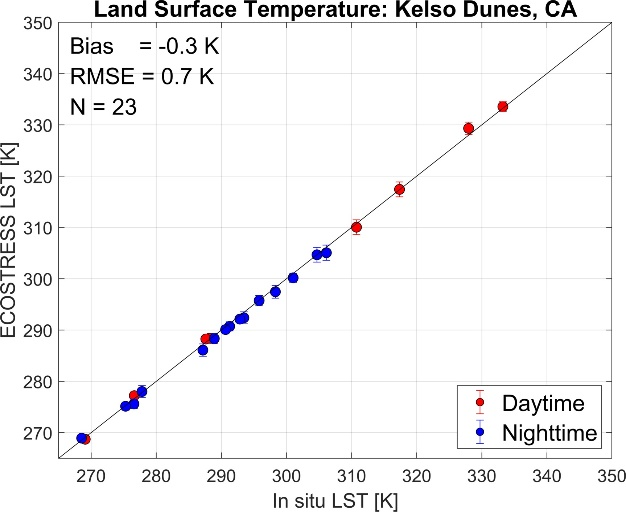 Land Surface Temperature: Kelso Dunes, CA
350
340
330
320
310
300
290
280
270
ECOSTRESS LST [K]
Bias = -0.3 K
RMSE = 0.7 K
N = 23
Daytime
Nighttime
270 280 290 300 310 320 330 340 350
In situ LST [K]